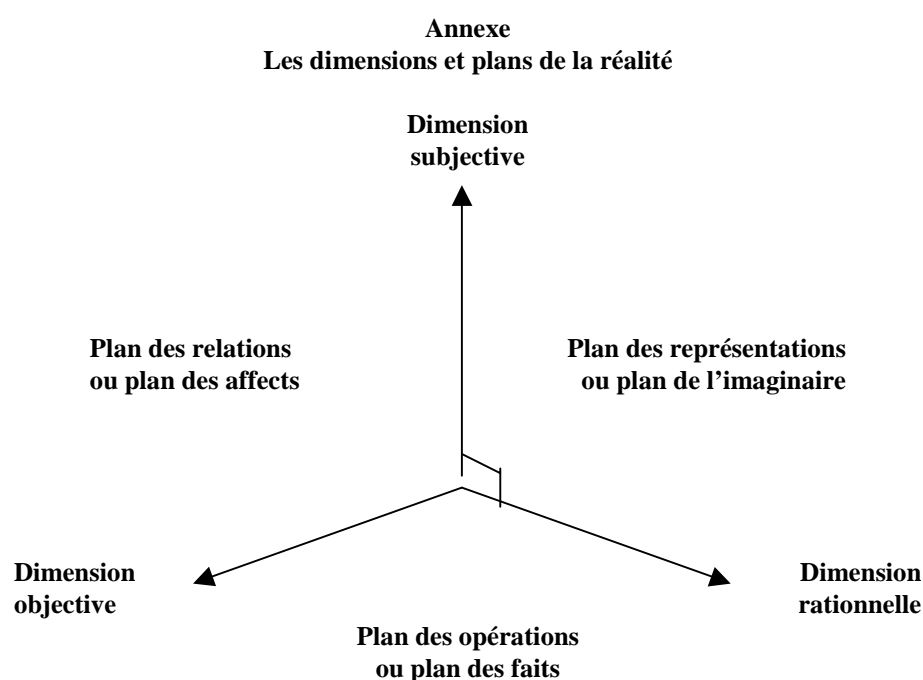 Annexe
Les dimensions et plans de la réalité
Dimension
subjective
Plan des relations
ou plan des affects
Plan des représentations
ou plan de l’imaginaire
Dimension
objective
Dimension
rationnelle
Plan des opérations
ou plan des faits